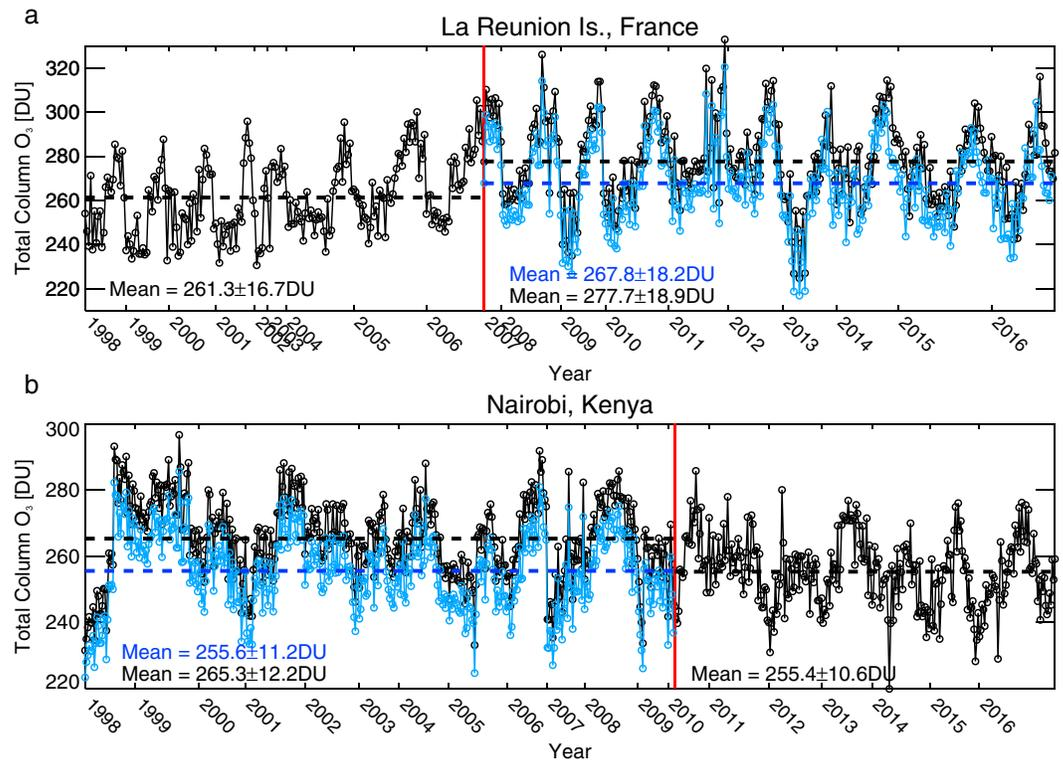 a
La Reunion Is., France
Total Column O₃ [DU]
320
300
280
260
240
220
Mean = 261.3±16.7DU
Mean = 267.8±18.2DU
Mean = 277.7±18.9DU
1998 1999 2000 2001 2002 2003 2004 2005 2006 2007 2008 2009 2010 2011 2012 2013 2014 2015 2016
Year
b
Nairobi, Kenya
Total Column O₃ [DU]
300
280
260
240
220
Mean = 255.6±11.2DU
Mean = 265.3±12.2DU
Mean = 255.4±10.6DU
1998 1999 2000 2001 2002 2003 2004 2005 2006 2007 2008 2009 2010 2011 2012 2013 2014 2015 2016
Year